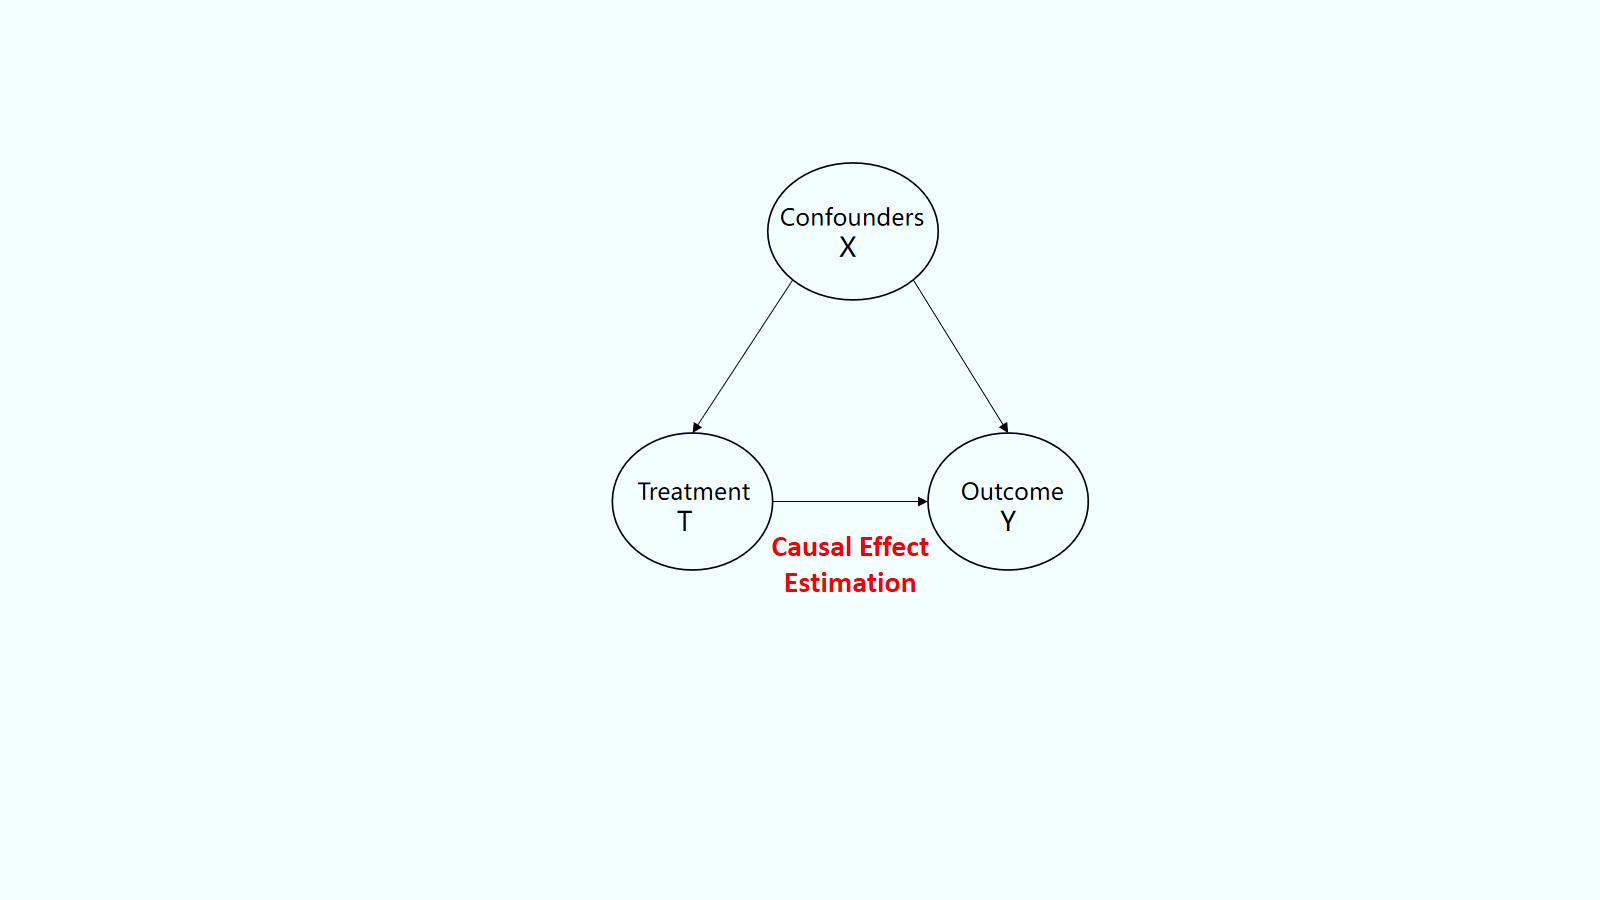 Confounders
X
Treatment
T
Outcome
Y
Causal Effect
Estimation